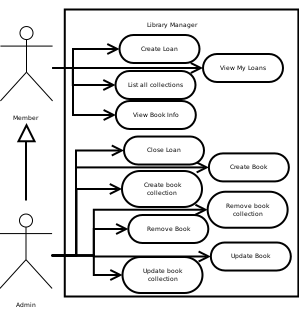 Library Manager
Create Loan
View My Loans
List all collections
View Book Info
Member
Close Loan
Create Book
Create book
collection
Remove book
collection
Remove Book
Update Book
Update book
collection
Admin